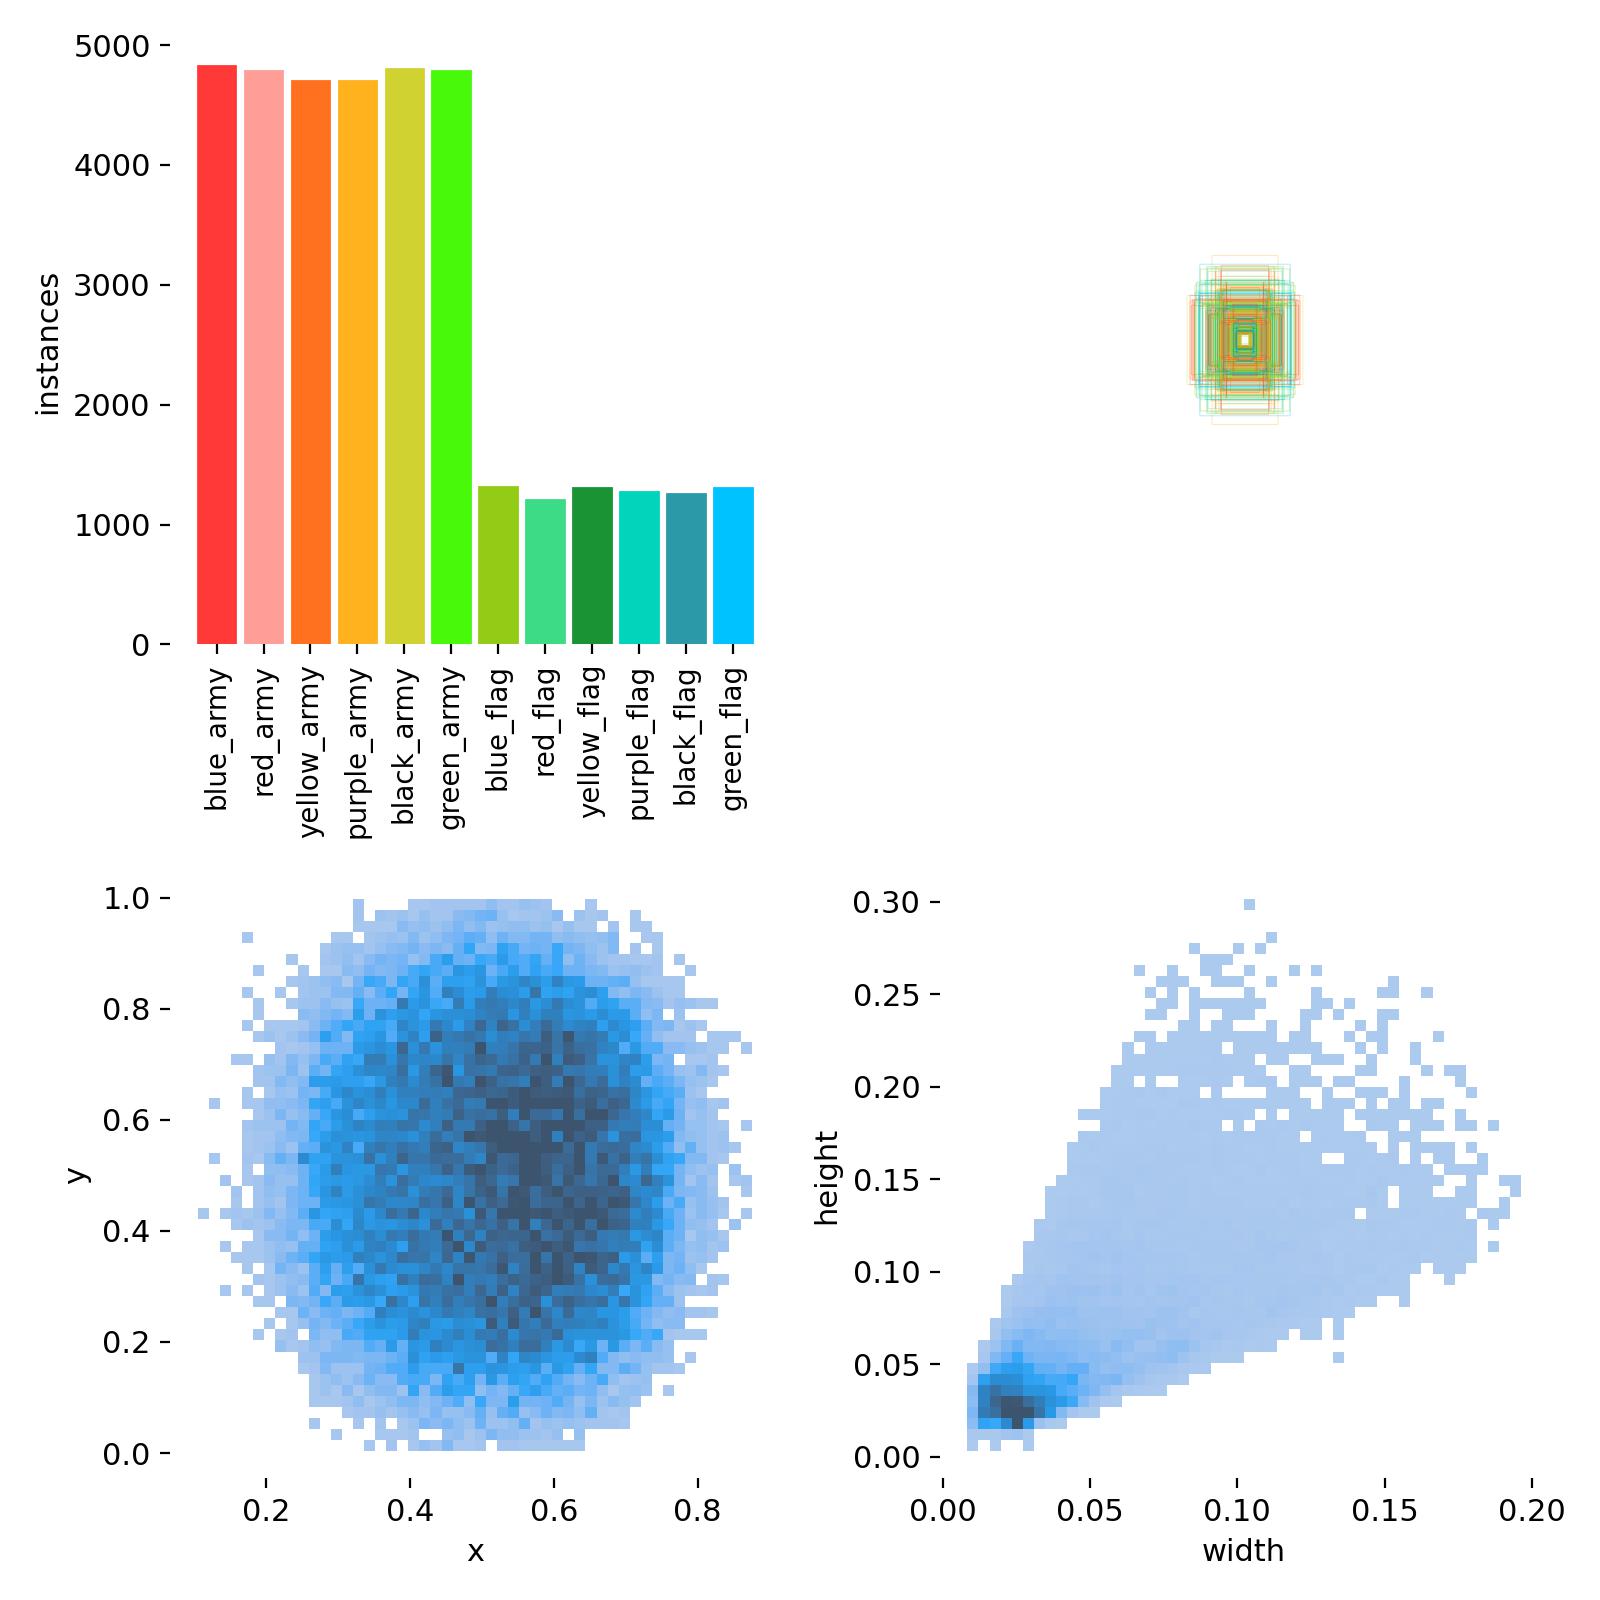 5000
4000
3000
2000
1000
0
instances
blue_army
red_army
yellow_army
purple_army
black_army
green_army
blue_flag
red_flag
yellow_flag
purple_flag
black_flag
green_flag
1.0
0.8
0.6
0.4
0.2
0.0
y
0.2 0.4 0.6 0.8
x
0.30
0.25
0.20
0.15
0.10
0.05
0.00
height
0.00 0.05 0.10 0.15 0.20
width